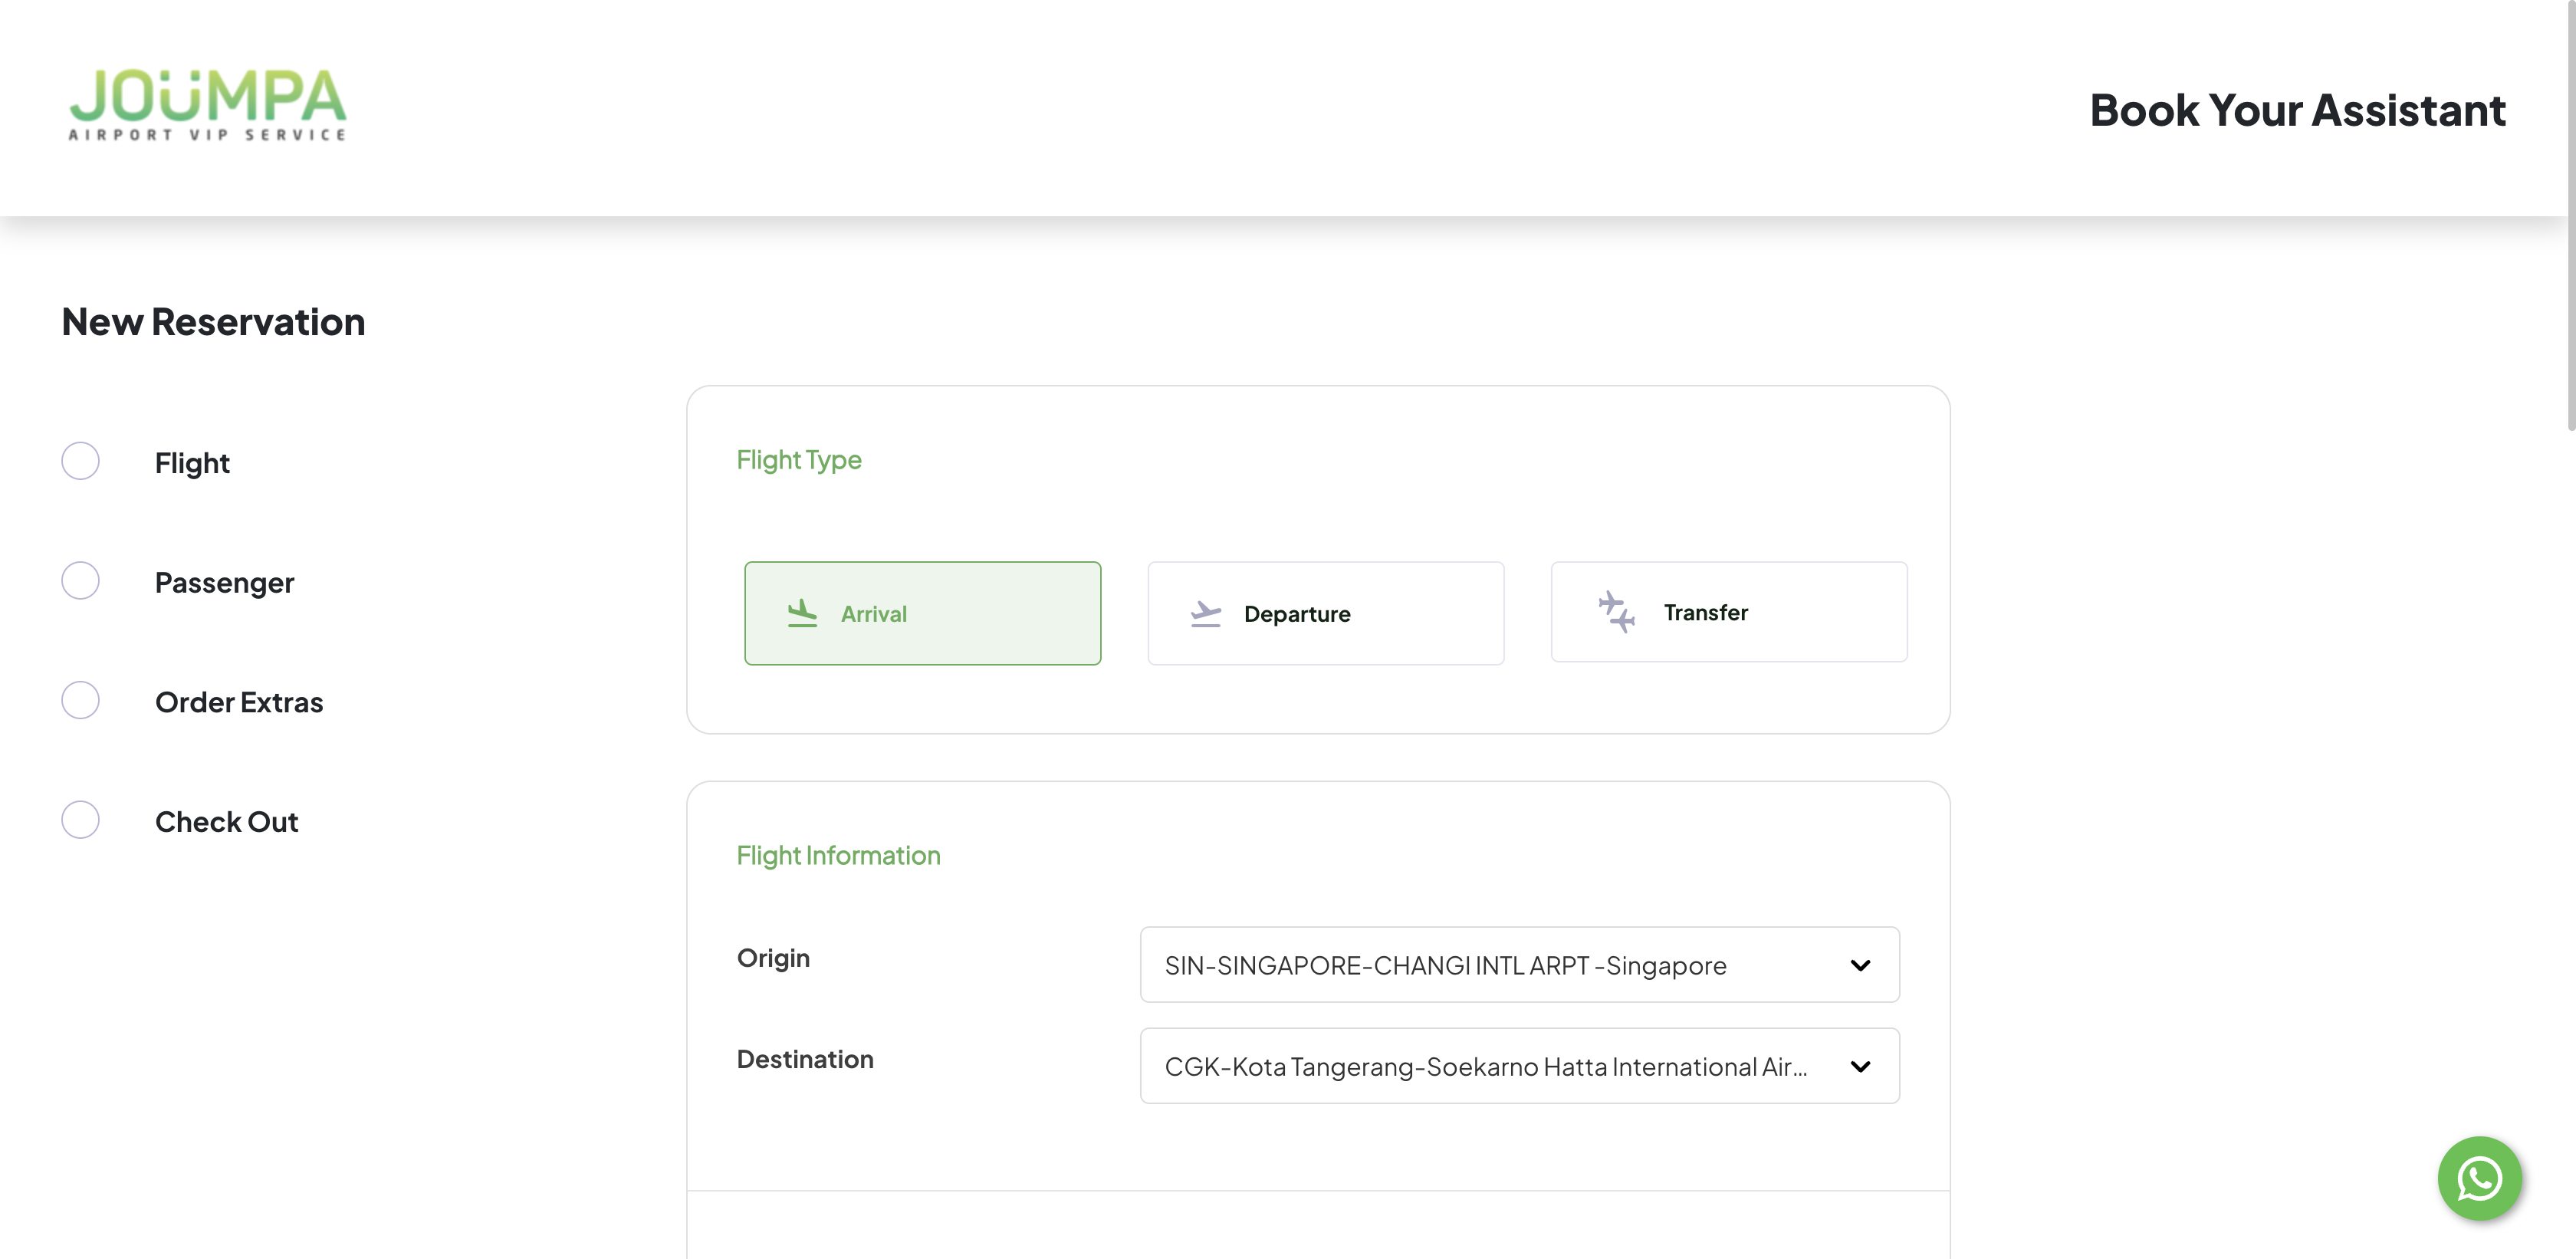 JOÜMPA
AIRPORT VIP SERVICE
Book Your Assistant
New Reservation
Flight
Passenger
Order Extras
Check Out
Flight Type
Arrival
Departure
Transfer
Flight Information
Origin
SIN-SINGAPORE-CHANGI INTL ARPT -Singapore
Destination
CGK-Kota Tangerang-Soekarno Hatta International Air...